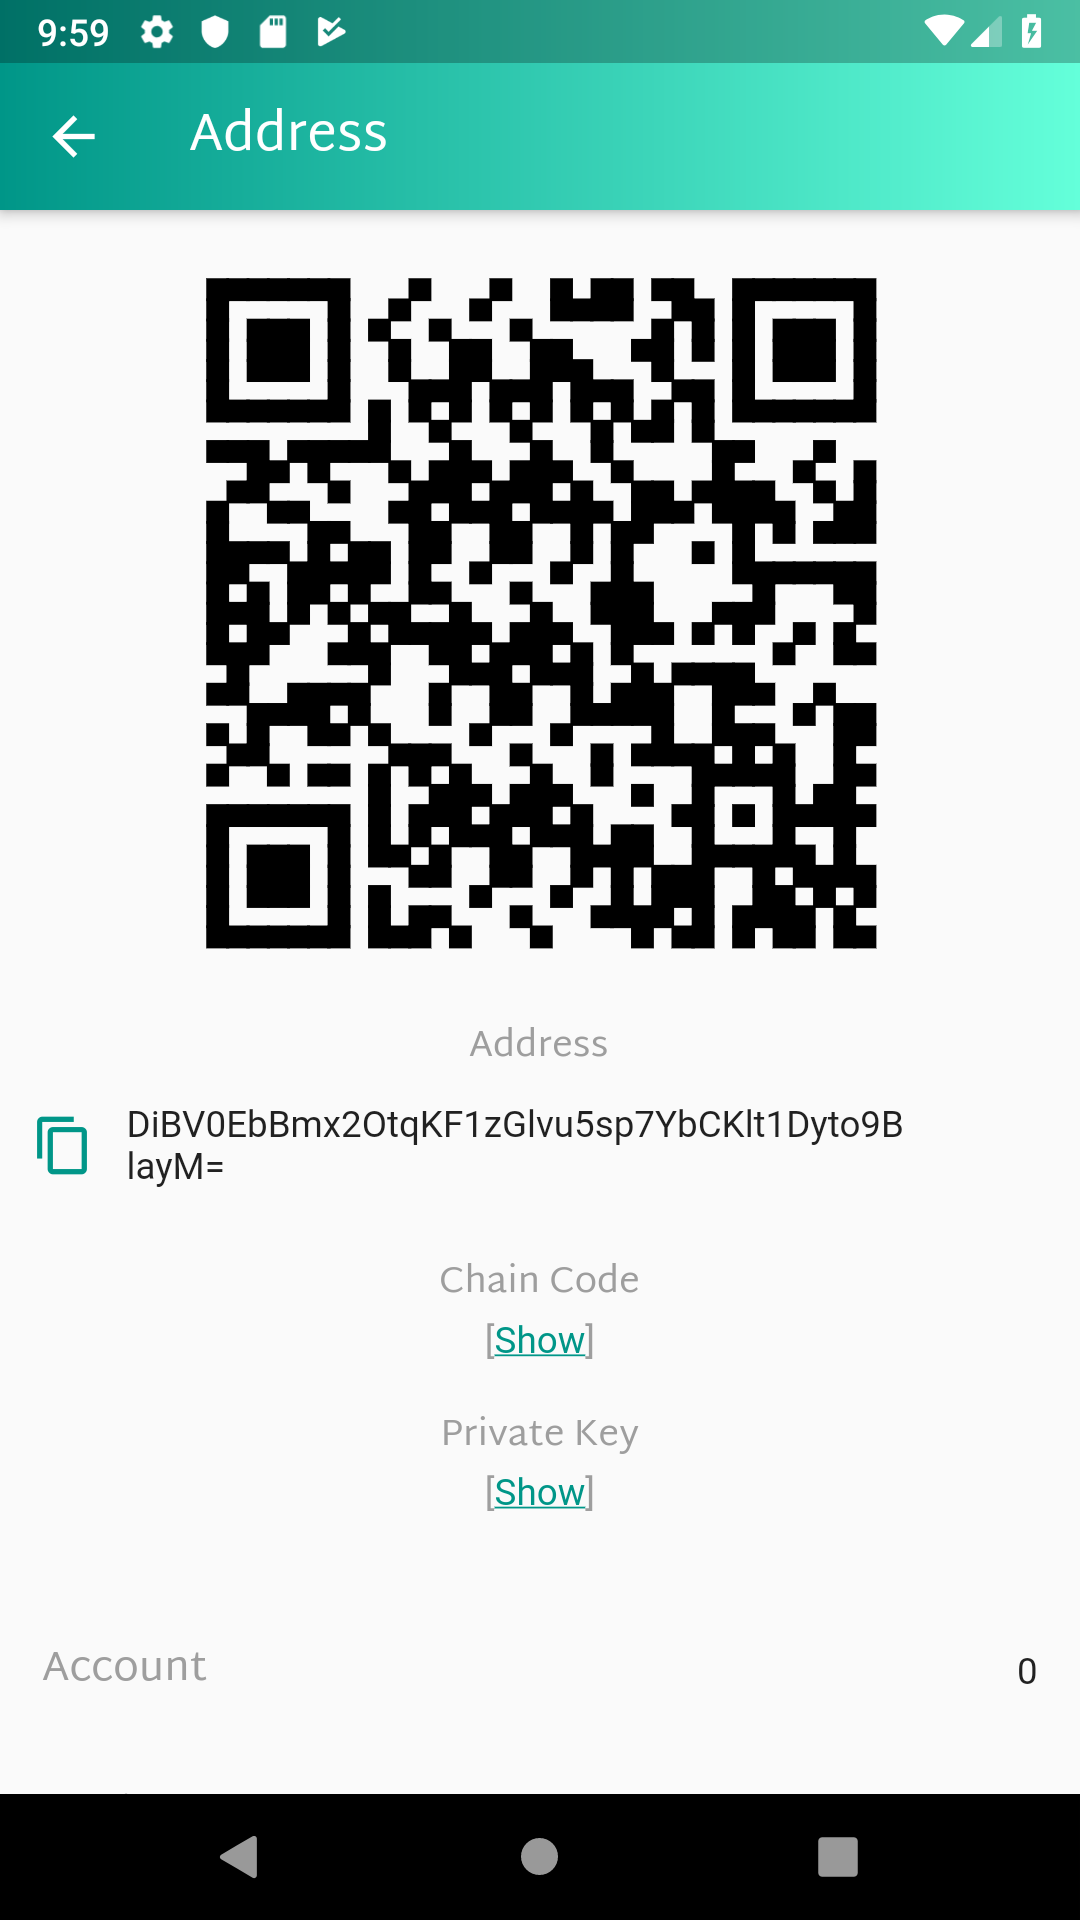 9:59
Address
Address
DiBV0EbBmx2OtqKF1zGlvu5sp7YbCKlt1Dyto9B
layM=
Chain Code
[Show]
Private Key
[Show]
Account
0